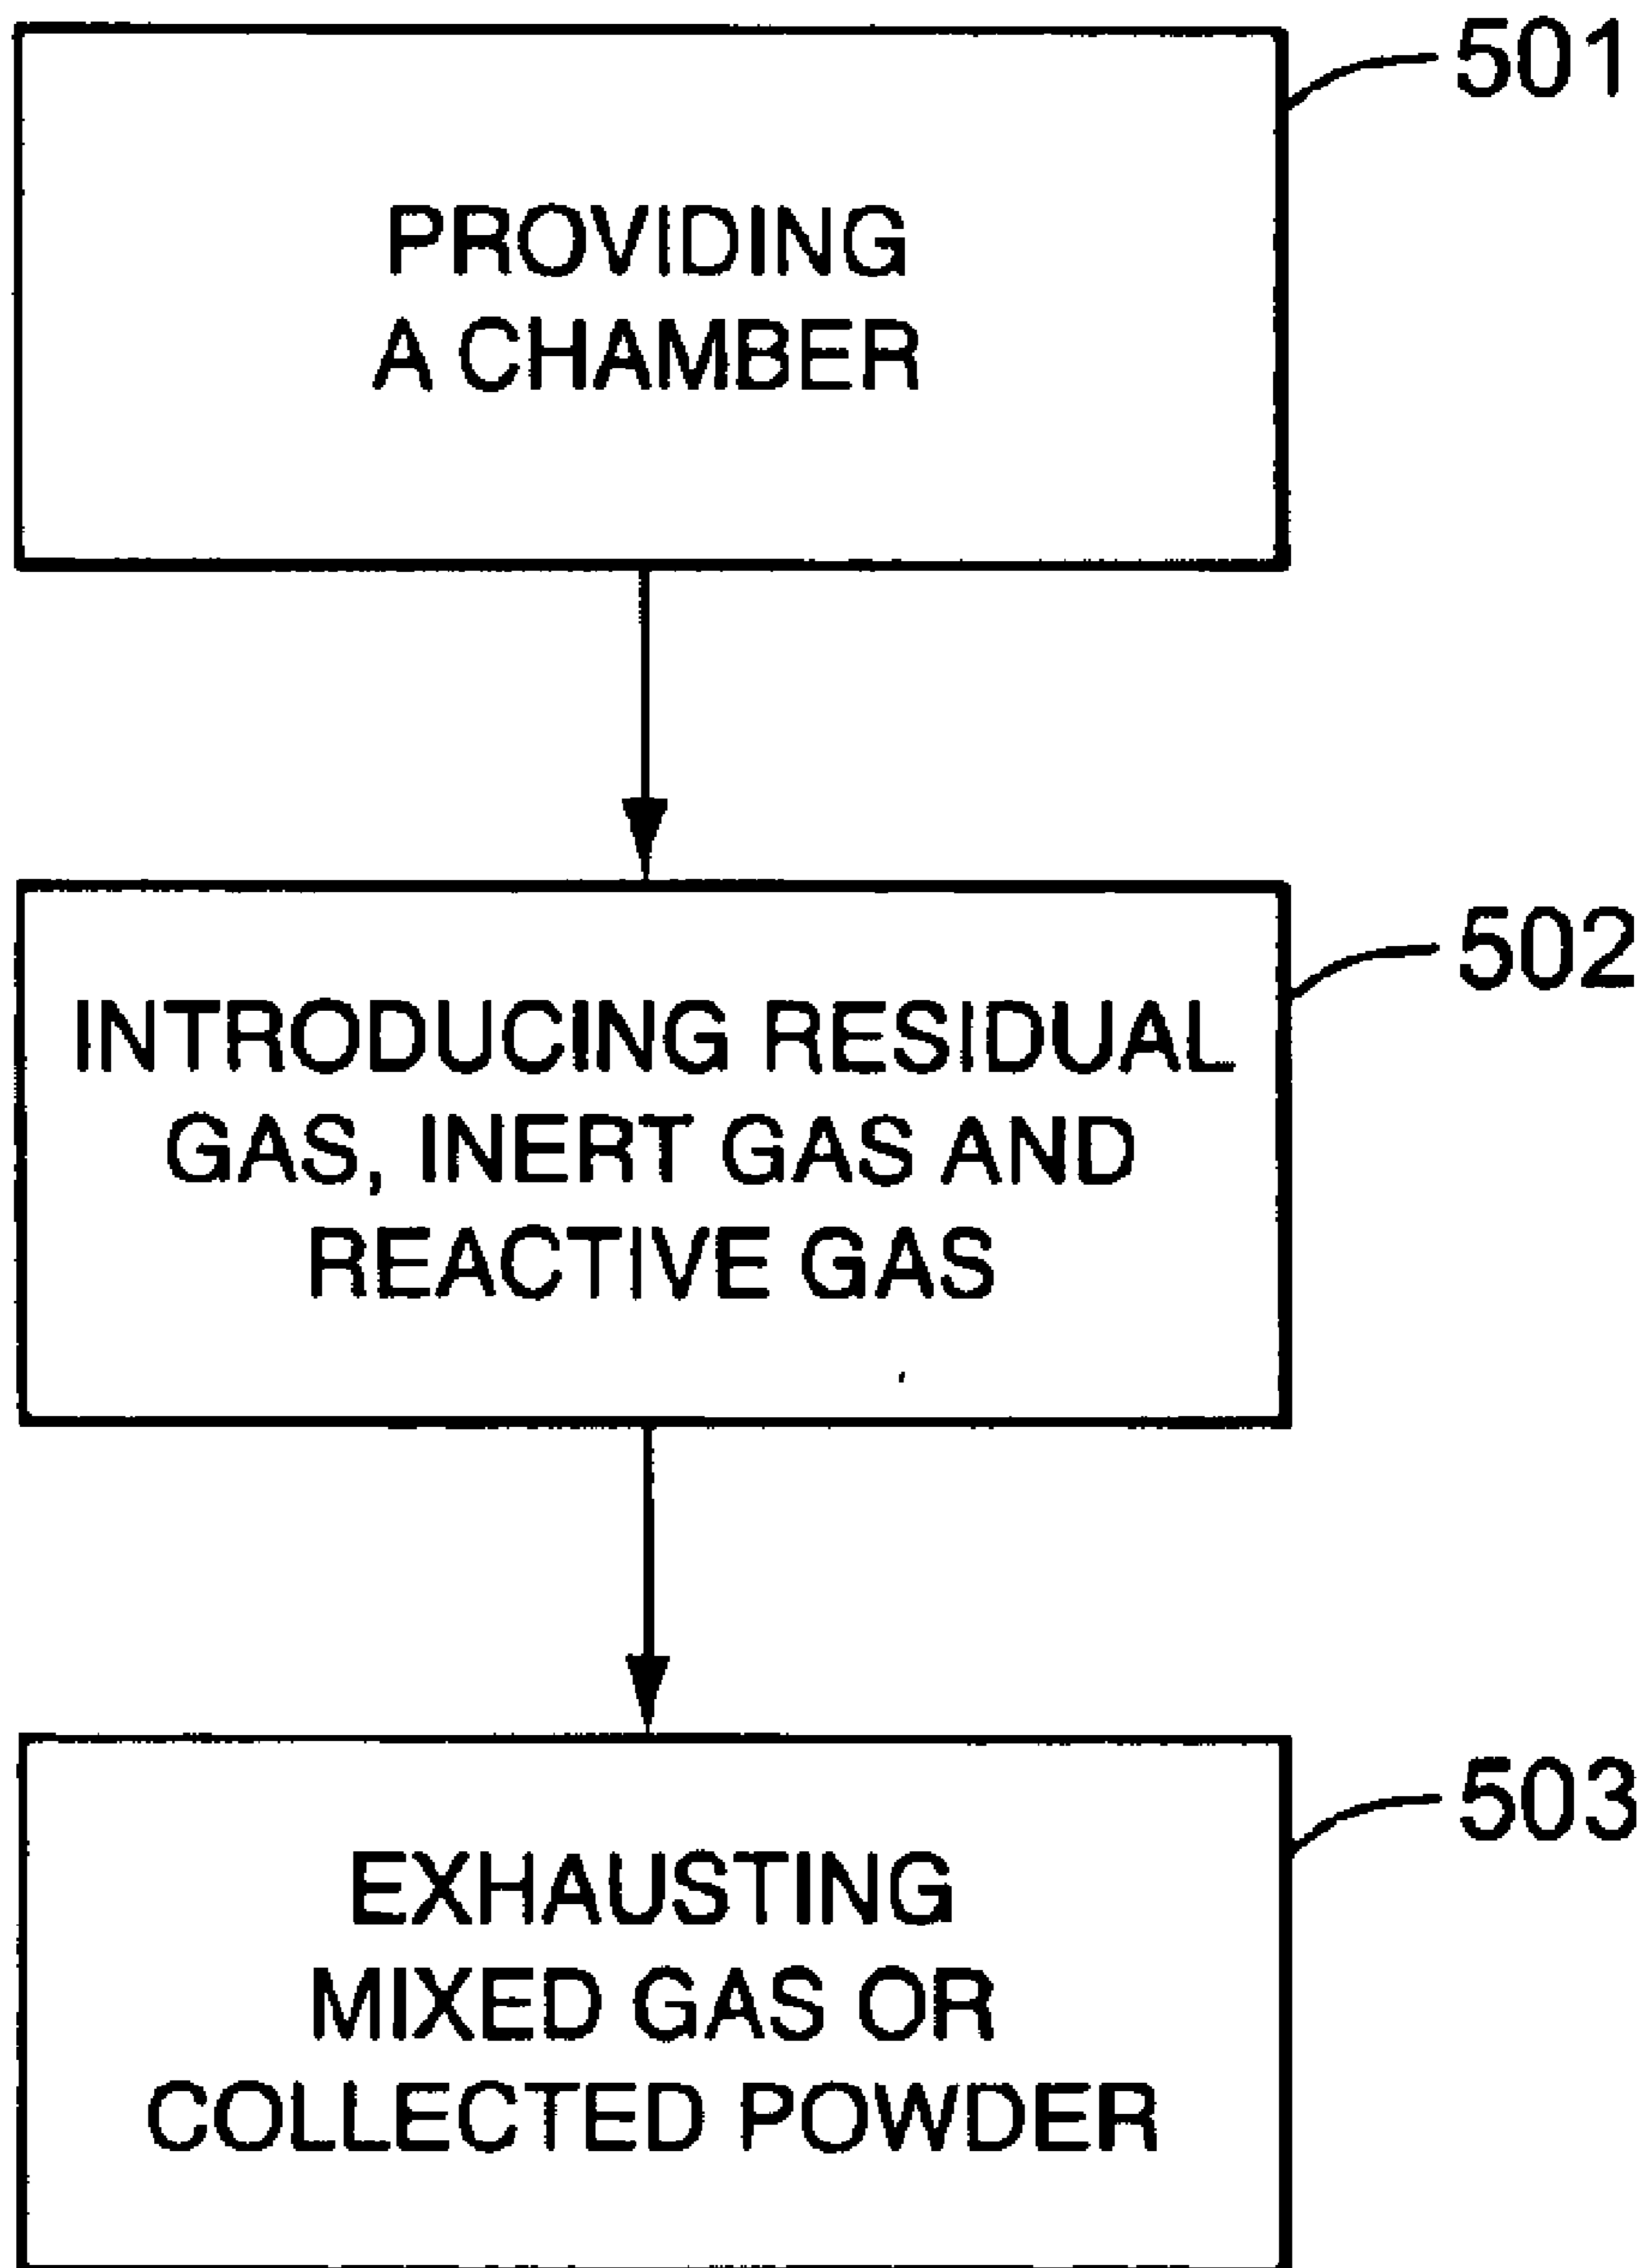 501
PROVIDING
A CHAMBER
502
INTRODUCING RESIDUAL
GAS, INERT GAS AND
REACTIVE GAS
503
EXHAUSTING
MIXED GAS OR
COLLECTED POWDER